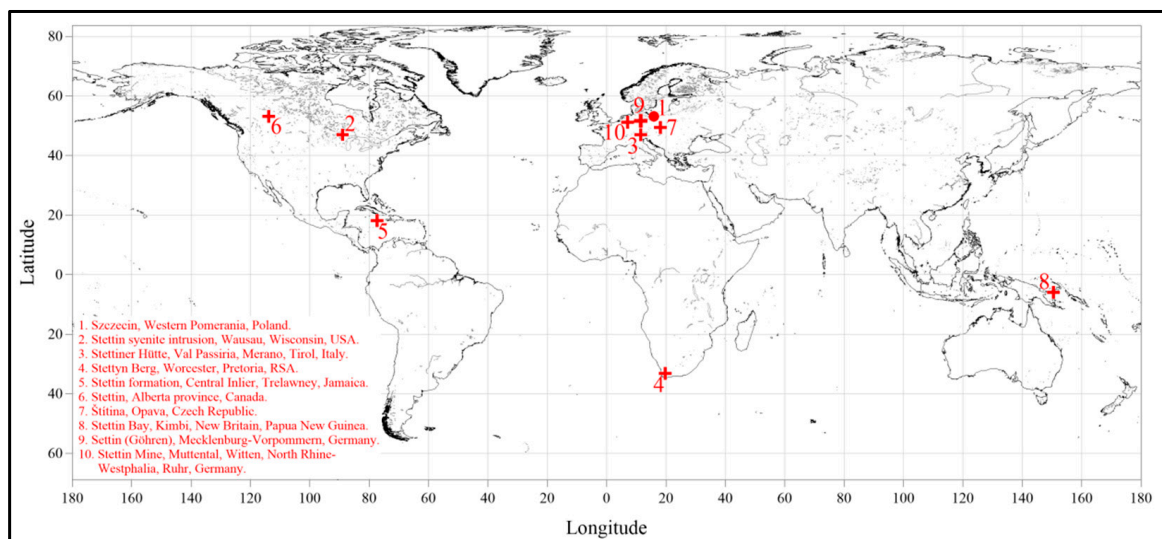 80
60
40
20
0
20
40
60
Latitude
180
160
140
120
100
80
60
40
20
0
20
40
60
80
100
120
140
160
180
Longitude
6
2
5
9
1
10
7
3
8
4
1. Szczecin, Western Pomerania, Poland.
2. Stettin syenite intrusion, Wausau, Wisconsin, USA.
3. Stettiner Hütte, Val Passiria, Merano, Tirol, Italy.
4. Stettyn Berg, Worcester, Pretoria, RSA.
5. Stettin formation, Central Inlier, Trelawney, Jamaica.
6. Stettin, Alberta province, Canada.
7. Štítina, Opava, Czech Republic.
8. Stettin Bay, Kimbi, New Britain, Papua New Guinea.
9. Settin (Göhren), Mecklenburg-Vorpommern, Germany.
10. Stettin Mine, Muttental, Witten, North Rhine-
Westphalia, Ruhr, Germany.